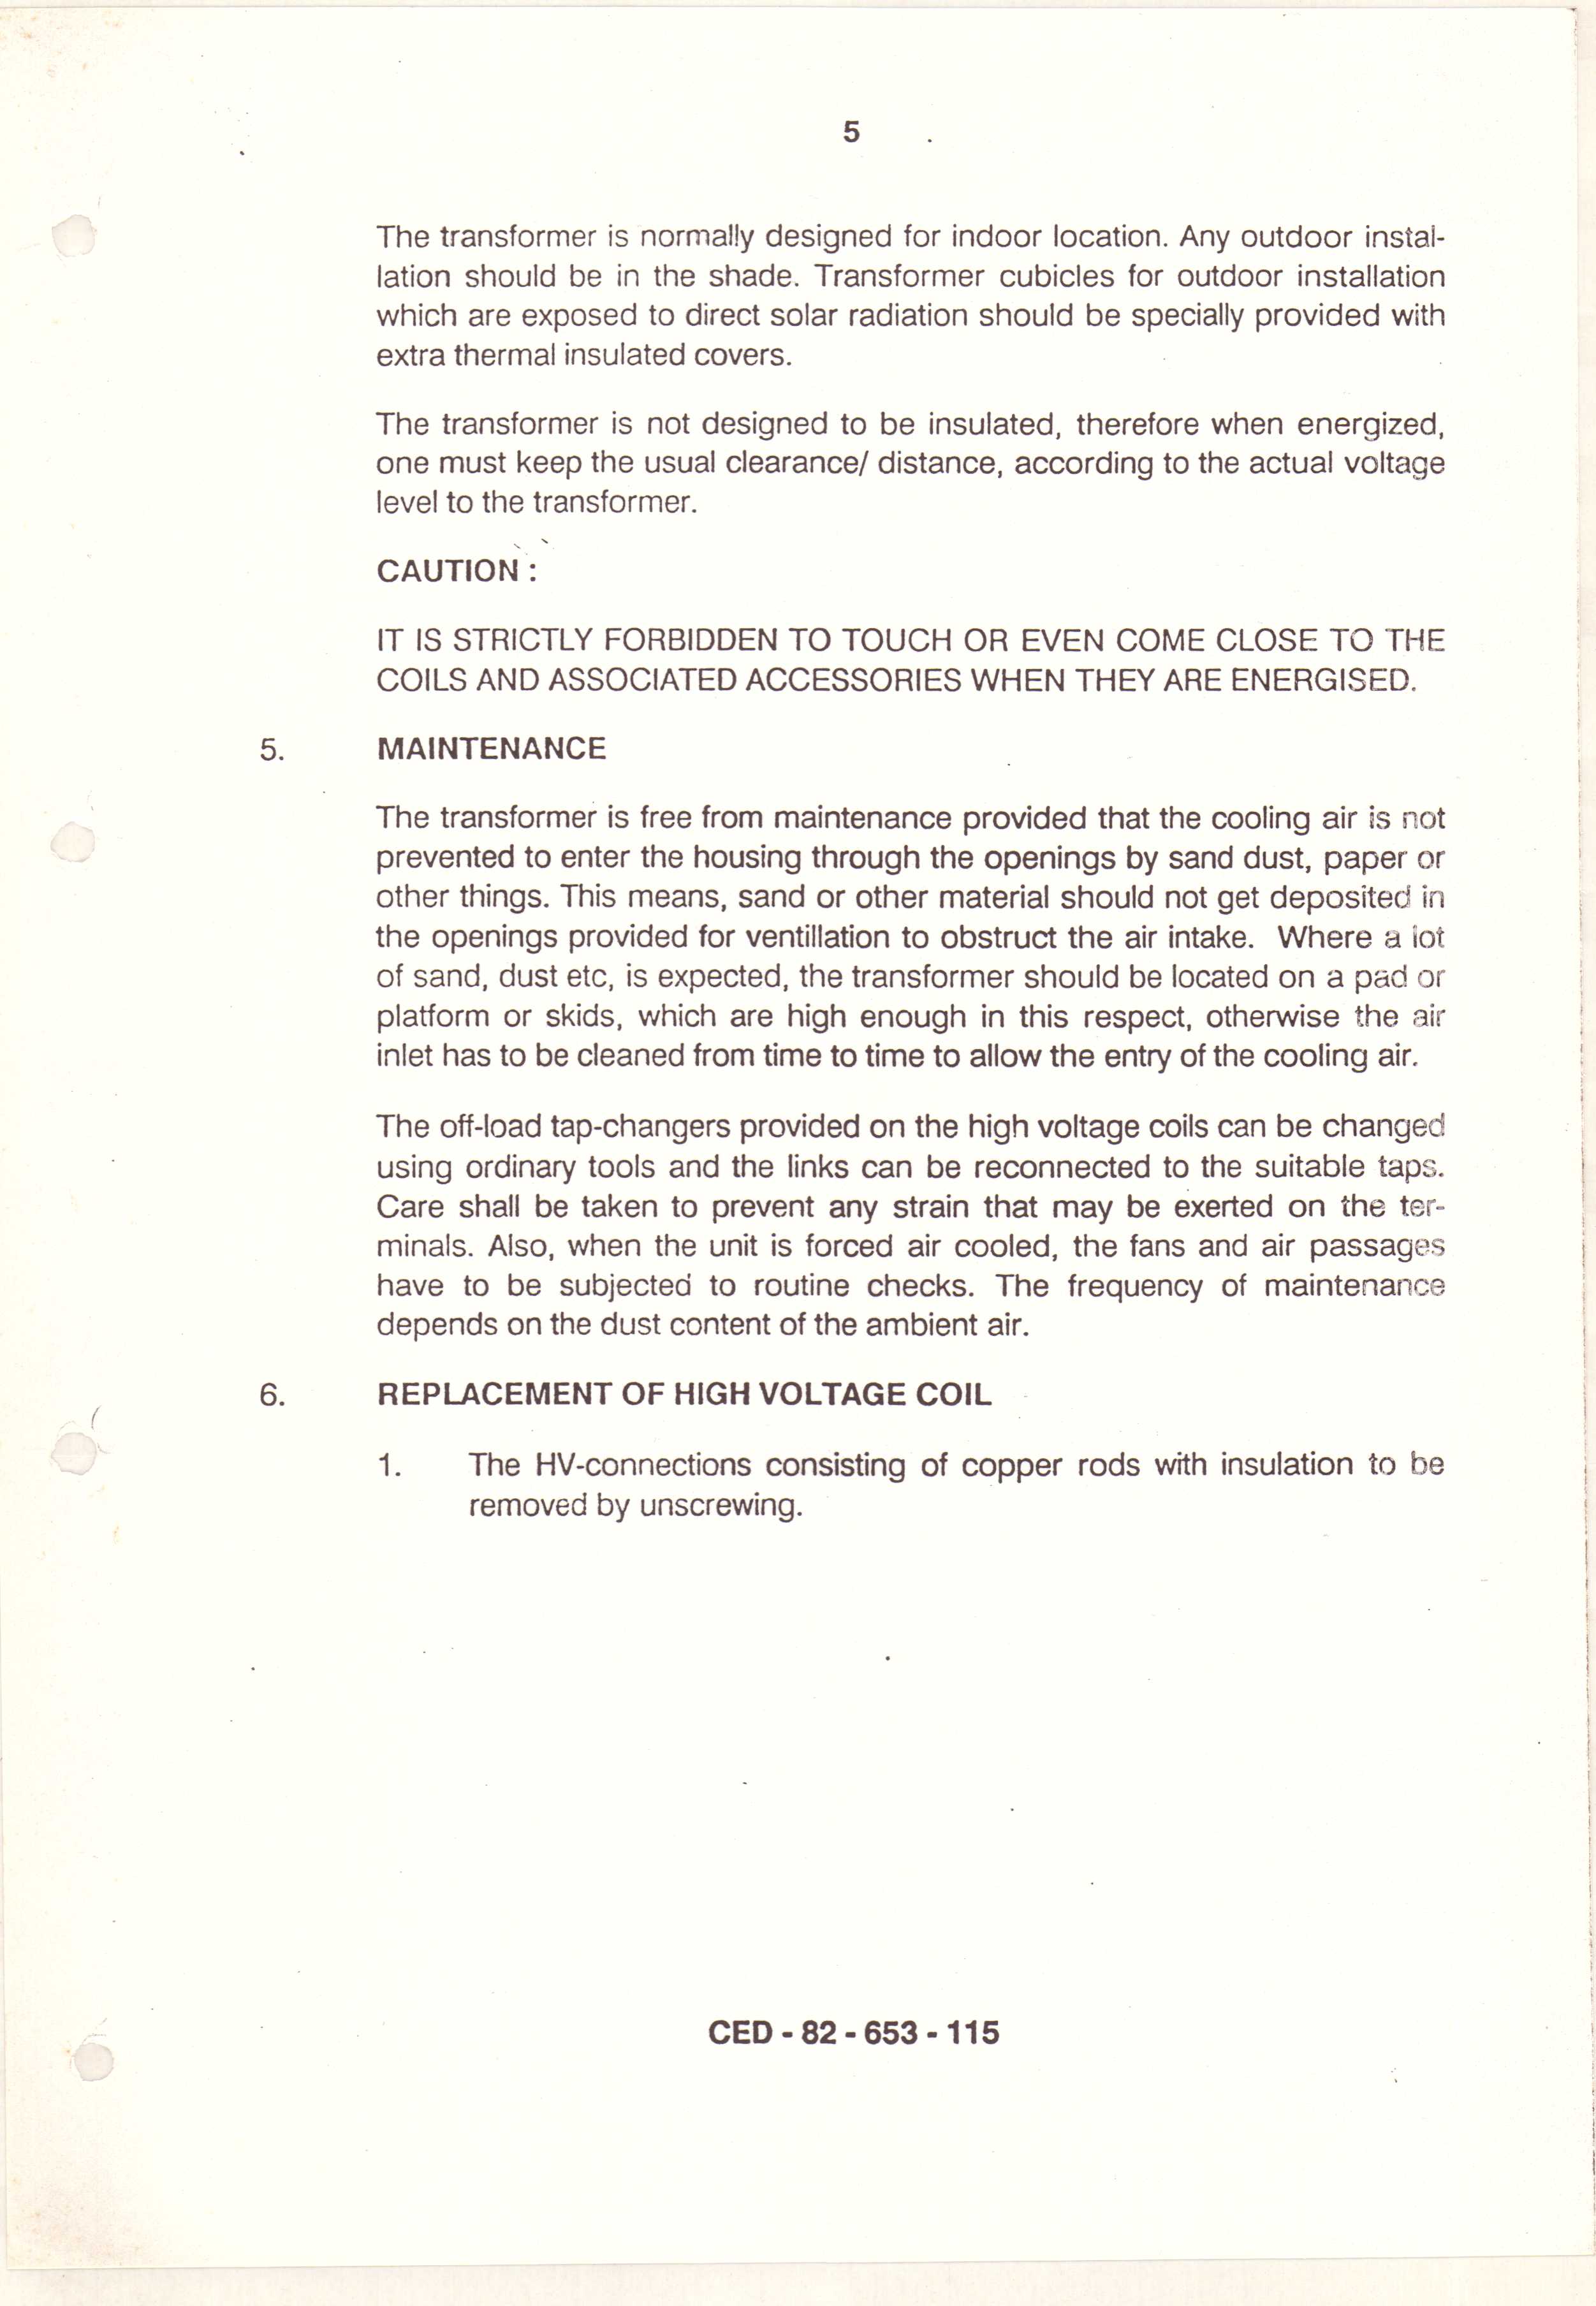 5
The transformer is normally designed for indoor location. Any outdoor instal-
lation should be in the shade. Transformer cubicles for outdoor installation
which are exposed to direct solar radiation should be specially provided with
extra thermal insulated covers.
The transformer is not designed to be insulated, therefore when energized,
one must keep the usual clearance/ distance, according to the actual voltage
level to the transformer.
CAUTION :
IT IS STRICTLY FORBIDDEN TO TOUCH OR EVEN COME CLOSE TO THE
COILS AND ASSOCIATED ACCESSORIES WHEN THEY ARE ENERGISED.
5. MAINTENANCE
The transformer is free from maintenance provided that the cooling air is not
prevented to enter the housing through the openings by sand dust, paper or
other things. This means, sand or other material should not get deposited in
the openings provided for ventillation to obstruct the air intake. Where a lot
of sand, dust etc, is expected, the transformer should be located on a pad or
platform or skids, which are high enough in this respect, otherwise the air
inlet has to be cleaned from time to time to allow the entry of the cooling air.
The off-load tap-changers provided on the high voltage coils can be changed
using ordinary tools and the links can be reconnected to the suitable taps.
Care shall be taken to prevent any strain that may be exerted on the ter-
minals. Also, when the unit is forced air cooled, the fans and air passages
have to be subjected to routine checks. The frequency of maintenance
depends on the dust content of the ambient air.
6. REPLACEMENT OF HIGH VOLTAGE COIL
1. The HV-connections consisting of copper rods with insulation to be
removed by unscrewing.
CED - 82 - 653 - 115